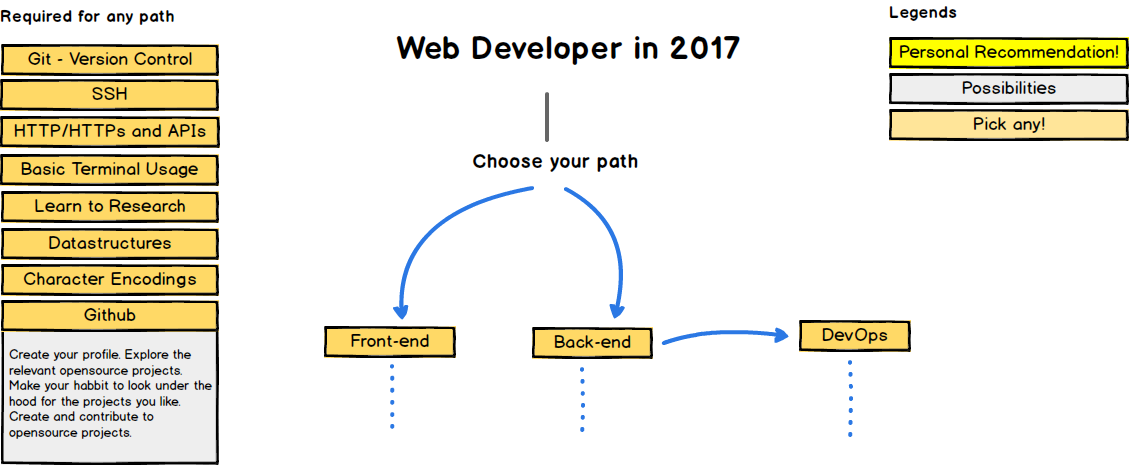 Required for any path
Git - Version Control
SSH
HTTP/HTTPs and APIs
Basic Terminal Usage
Learn to Research
Datastructures
Character Encodings
Github
Create your profile. Explore the
relevant opensource projects.
Make your habbit to look under the
hood for the projects you like.
Create and contribute to
opensource projects.
Web Developer in 2017
Choose your path
Front-end
Back-end
DevOps
Legends
Personal Recommendation!
Possibilities
Pick any!